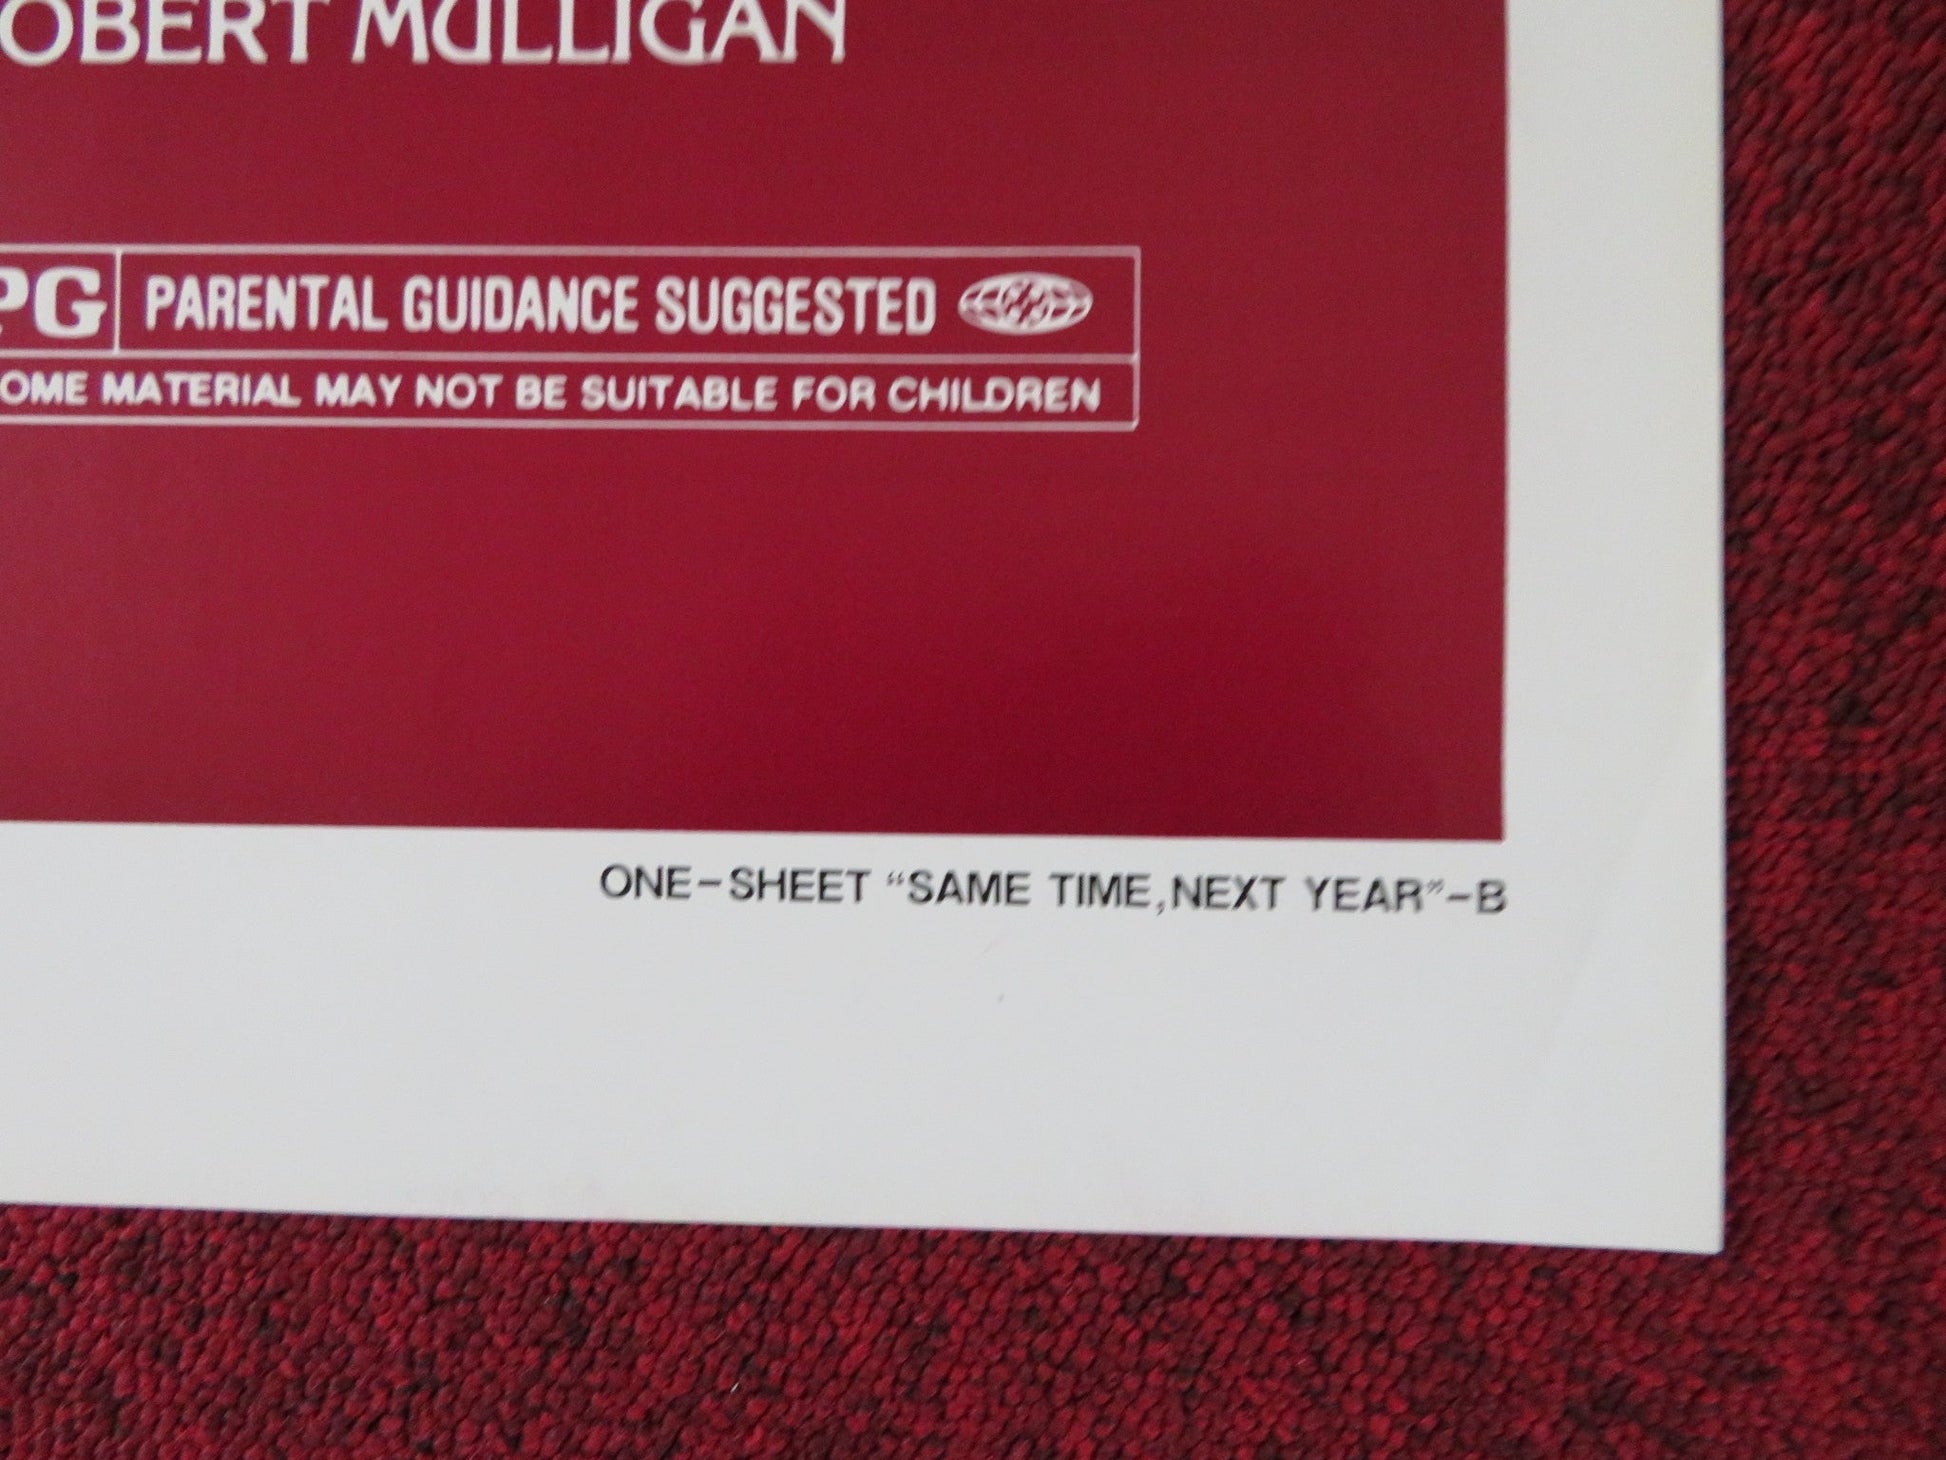 OBERT MULLIGAN
PG PARENTAL GUIDANCE SUGGESTED
OME MATERIAL MAY NOT BE SUITABLE FOR CHILDREN
ONE-SHEET “SAME TIME, NEXT YEAR”-B